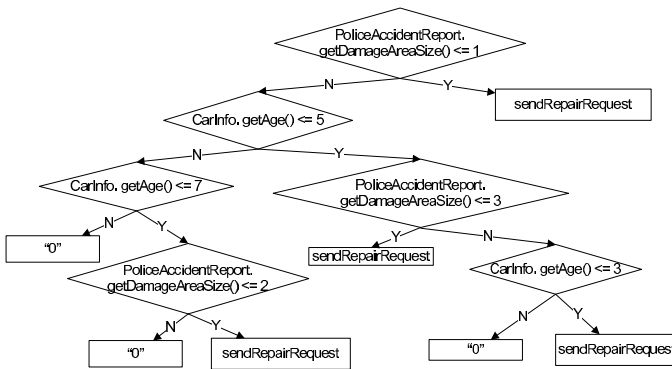 PoliceAccidentReport.
getDamageAreaSize() <= 1
N
Y
sendRepairRequest
CarInfo. getAge() <= 5
N
Y
CarInfo. getAge() <= 7
PoliceAccidentReport.
getDamageAreaSize() <= 3
N
Y
Y
N
"0"
sendRepairRequest
PoliceAccidentReport.
getDamageAreaSize() <= 2
CarInfo. getAge() <= 3
N
Y
N
Y
"0"
sendRepairRequest
"0"
sendRepairRequest